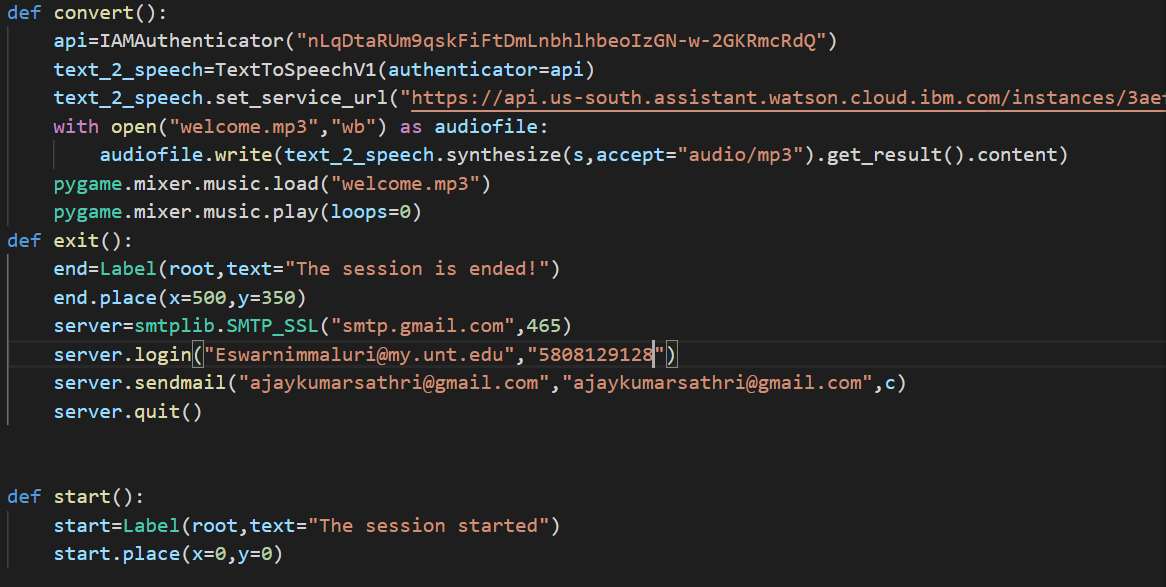 def convert():
    api=IAMAuthenticator("nLqDtaRUm9qskFiFtDmLnbhlhbeoIzGN-w-2GKRmcRdQ")
    text_2_speech=TextToSpeechV1(authenticator=api)
    text_2_speech.set_service_url("https://api.us-south.assistant.watson.cloud.ibm.com/instances/3ae
    with open("welcome.mp3","wb") as audiofile:
        audiofile.write(text_2_speech.synthesize(s,accept="audio/mp3").get_result().content)
    pygame.mixer.music.load("welcome.mp3")
    pygame.mixer.music.play(loops=0)
def exit():
    end=Label(root,text="The session is ended!")
    end.place(x=500,y=350)
    server=smtplib.SMTP_SSL("smtp.gmail.com",465)
    server.login("Eswarnimmaluri@my.unt.edu","5808129128")
    server.sendmail("ajaykumarsathri@gmail.com","ajaykumarsathri@gmail.com",c)
    server.quit()
def start():
    start=Label(root,text="The session started")
    start.place(x=0,y=0)